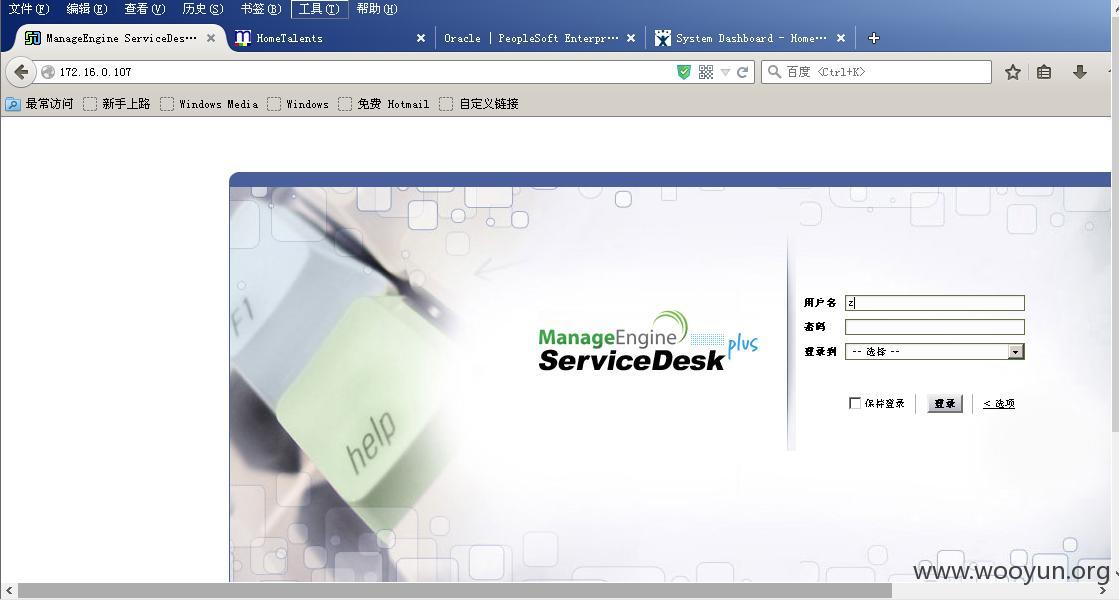 文件(F) 编辑(E) 查看(V) 历史(S) 书签(B) 工具(T) 帮助(H)
ManageEngine ServiceDes··· HomeTalents Oracle | PeopleSoft Enterpr··· System Dashboard - Home···
172.16.0.107 百度 <Ctrl+K>
最常访问 新手上路 Windows Media Windows 免费 Hotmail 自定义链接
F1
help
ManageEngine
ServiceDesk plus
用户名 z
密码
登录到 -- 选择 --
保持登录 登录 < 选项
www.wooyun.org